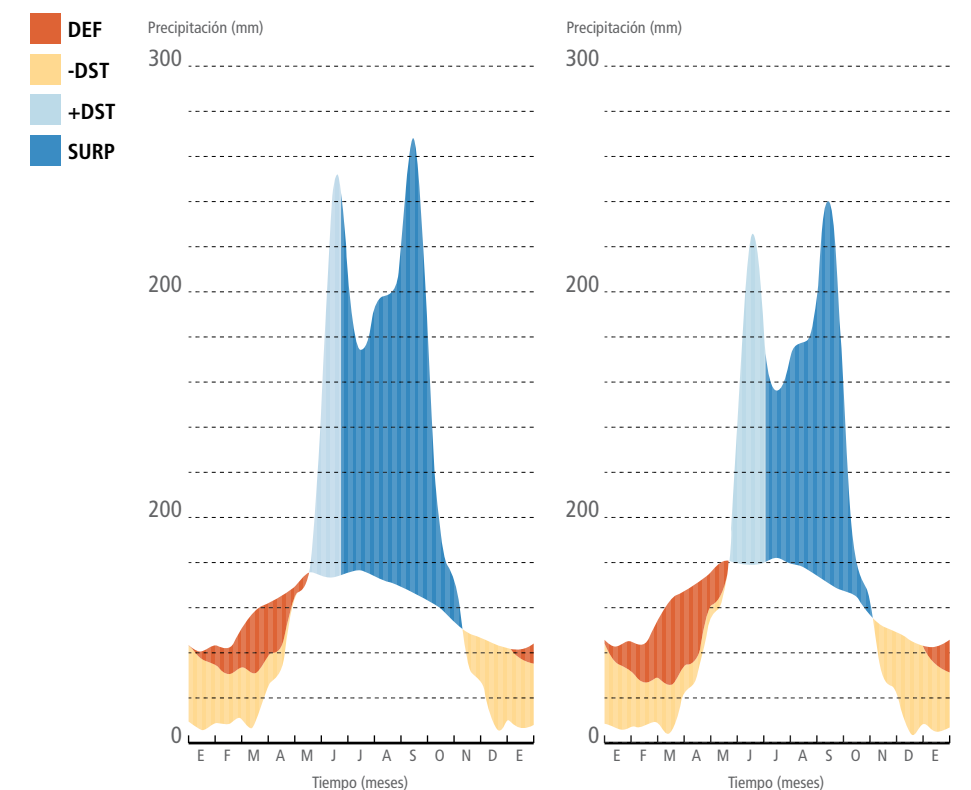 DEF
-DST
+DST
SURP
Precipitación (mm)
300
200
200
0
E F M A M J J A S O N D E
Tiempo (meses)
Precipitación (mm)
300
200
200
0
E F M A M J J A S O N D E
Tiempo (meses)